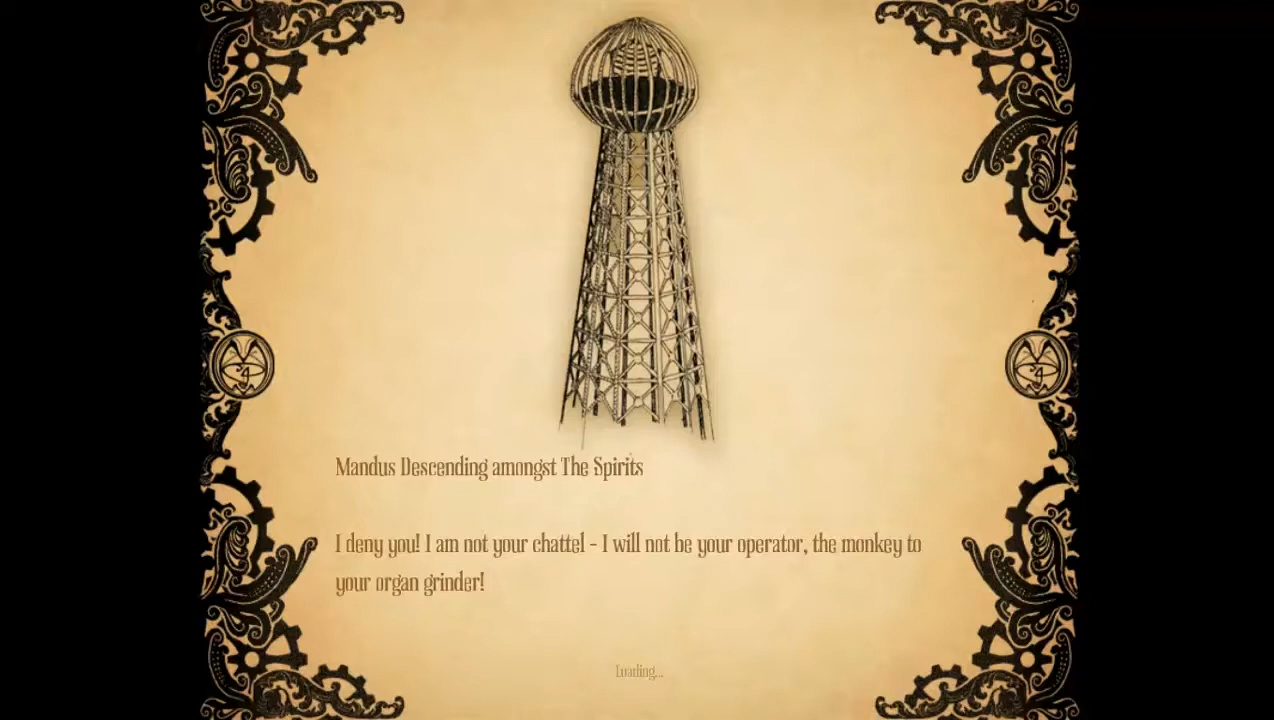 Mandus Descending amongst The Spirits
I deny you! I am not your chattel - I will not be your operator, the monkey to
your organ grinder!
Loading...